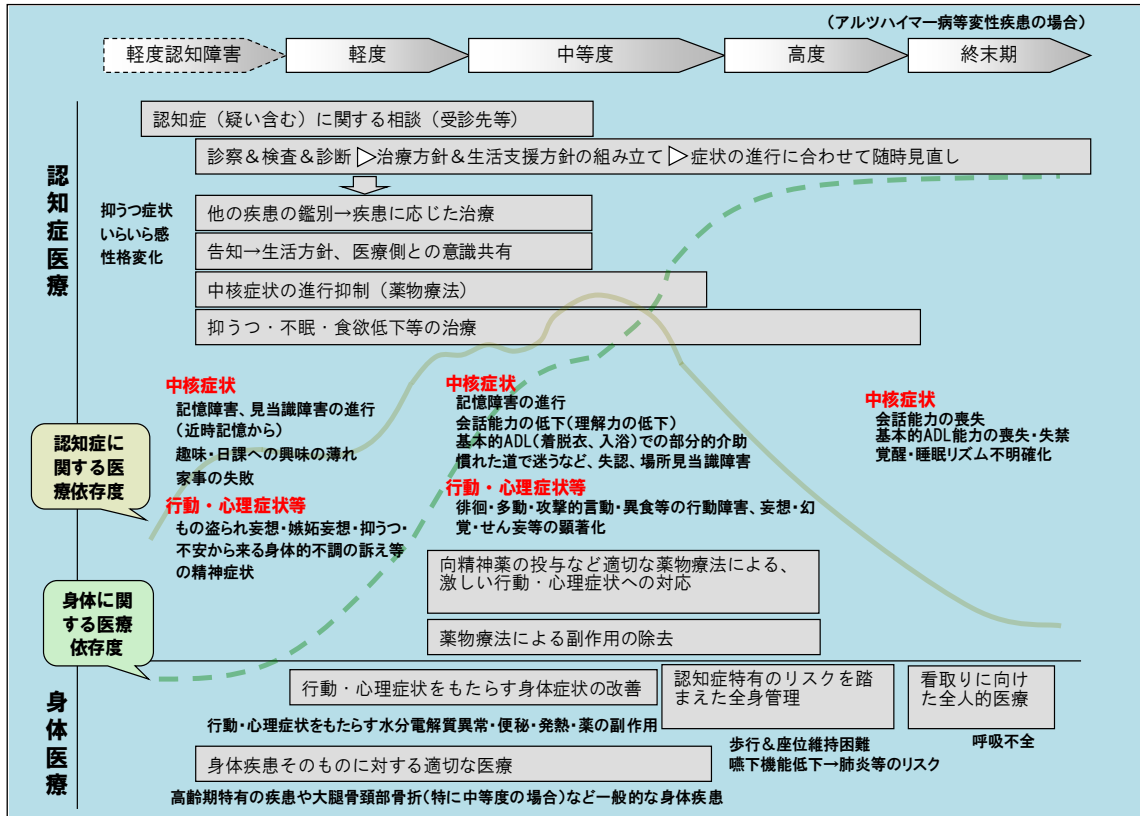 （アルツハイマー病等変性疾患の場合）
軽度認知障害
軽度
中等度
高度
終末期
認知症医療
認知症（疑い含む）に関する相談（受診先等）
診察＆検査＆診断 ▷治療方針＆生活支援方針の組み立て ▷症状の進行に合わせて随時見直し
抑うつ症状
いらいら感
性格変化
他の疾患の鑑別→疾患に応じた治療
告知→生活方針、医療側との意識共有
中核症状の進行抑制（薬物療法）
抑うつ・不眠・食欲低下等の治療
中核症状
記憶障害、見当識障害の進行
（近時記憶から）
趣味・日課への興味の薄れ
家事の失敗
行動・心理症状等
もの盗られ妄想・嫉妬妄想・抑うつ・
不安から来る身体的不調の訴え等
の精神症状
中核症状
記憶障害の進行
会話能力の低下（理解力の低下）
基本的ADL（着脱衣、入浴）での部分的介助
慣れた道で迷うなど、失認、場所見当識障害
行動・心理症状等
徘徊・多動・攻撃的言動・異食等の行動障害、妄想・幻
覚・せん妄等の顕著化
中核症状
会話能力の喪失
基本的ADL能力の喪失・失禁
覚醒・睡眠リズム不明確化
認知症に
関する医
療依存度
向精神薬の投与など適切な薬物療法による、
激しい行動・心理症状への対応
薬物療法による副作用の除去
身体に関
する医療
依存度
身体医療
行動・心理症状をもたらす身体症状の改善
行動・心理症状をもたらす水分電解質異常・便秘・発熱・薬の副作用
認知症特有のリスクを踏
まえた全身管理
歩行＆座位維持困難
嚥下機能低下→肺炎等のリスク
看取りに向け
た全人的医療
呼吸不全
身体疾患そのものに対する適切な医療
高齢期特有の疾患や大腿骨頚部骨折（特に中等度の場合）など一般的な身体疾患